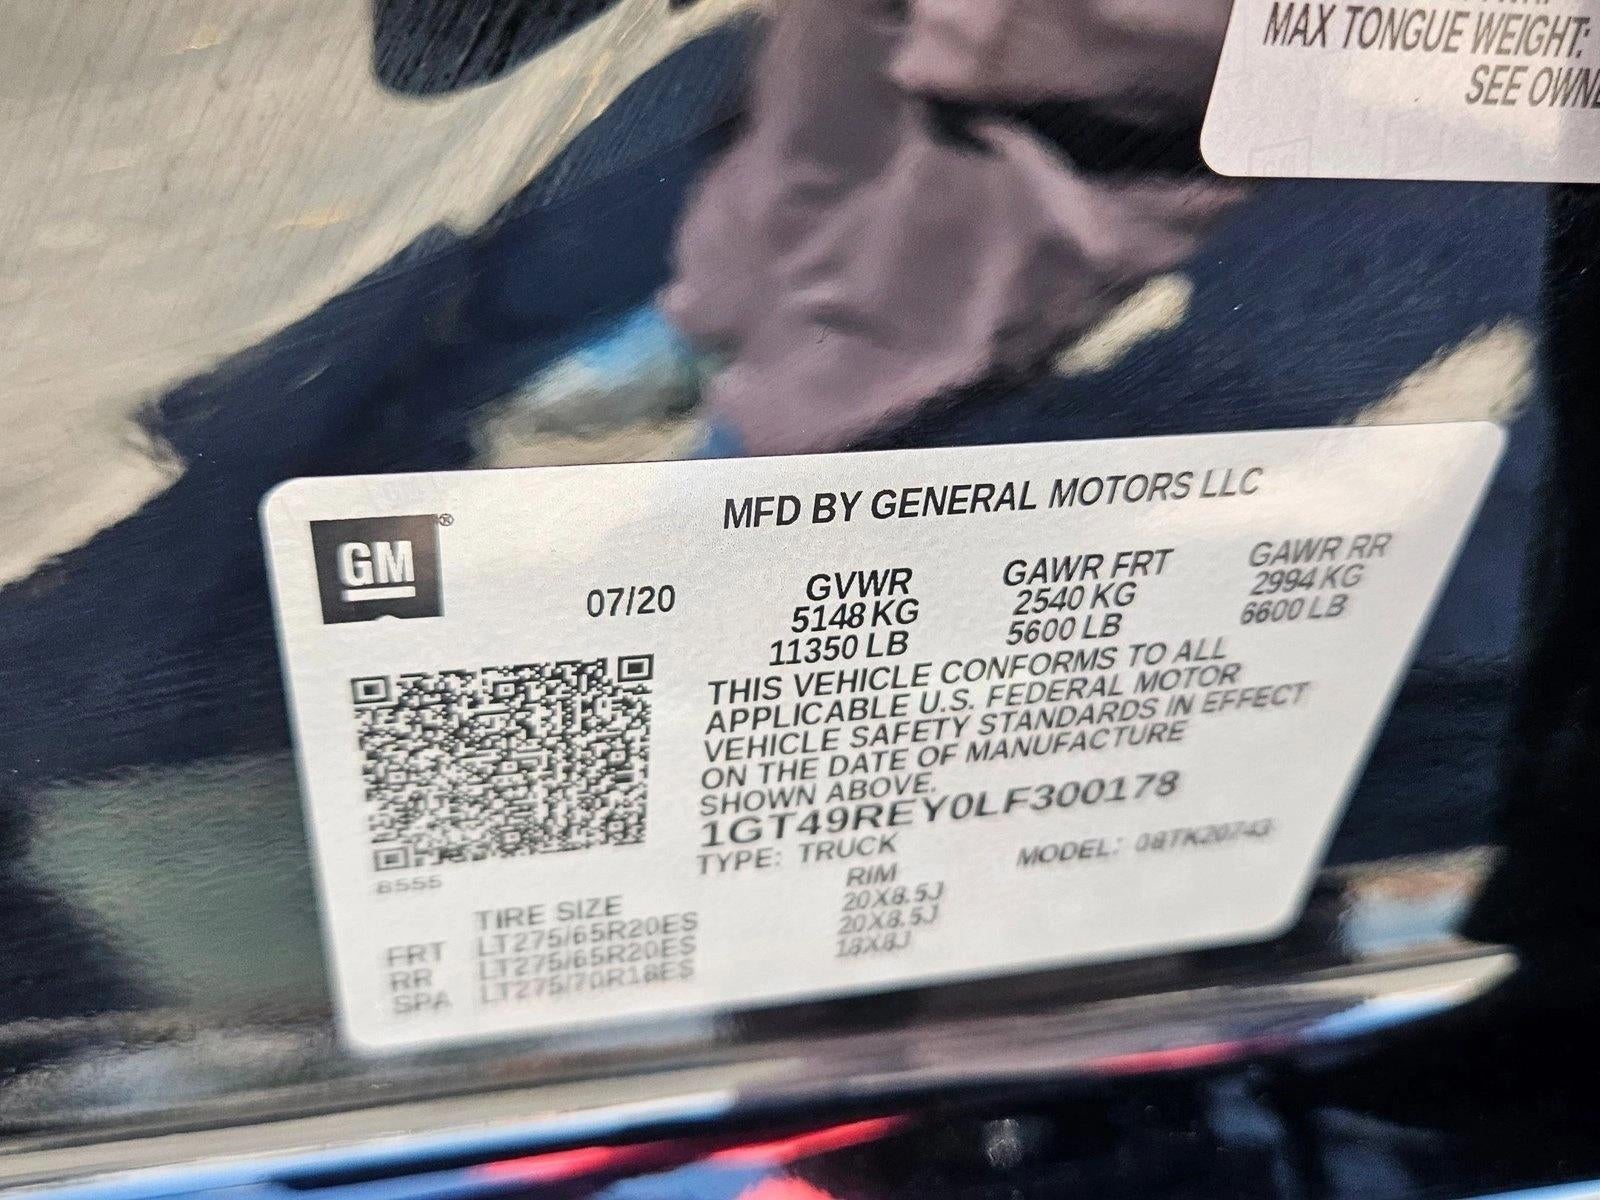 MAX TONGUE WEIGHT:
SEE OWNE
MFD BY GENERAL MOTORS LLC
GM®
07/20
GVWR
5148 KG
11350 LB
GAWR FRT
2540 KG
5600 LB
GAWR RR
2994 KG
6600 LB
THIS VEHICLE CONFORMS TO ALL
APPLICABLE U.S. FEDERAL MOTOR
VEHICLE SAFETY STANDARDS IN EFFECT
ON THE DATE OF MANUFACTURE
SHOWN ABOVE.
1GT49REY0LF300178
TYPE: TRUCK
MODEL: 08TK20743
8555
TIRE SIZE RIM
FRT LT275/65R20ES 20X8.5J
RR LT275/65R20ES 20X8.5J
SPA LT275/70R18ES 18X8J